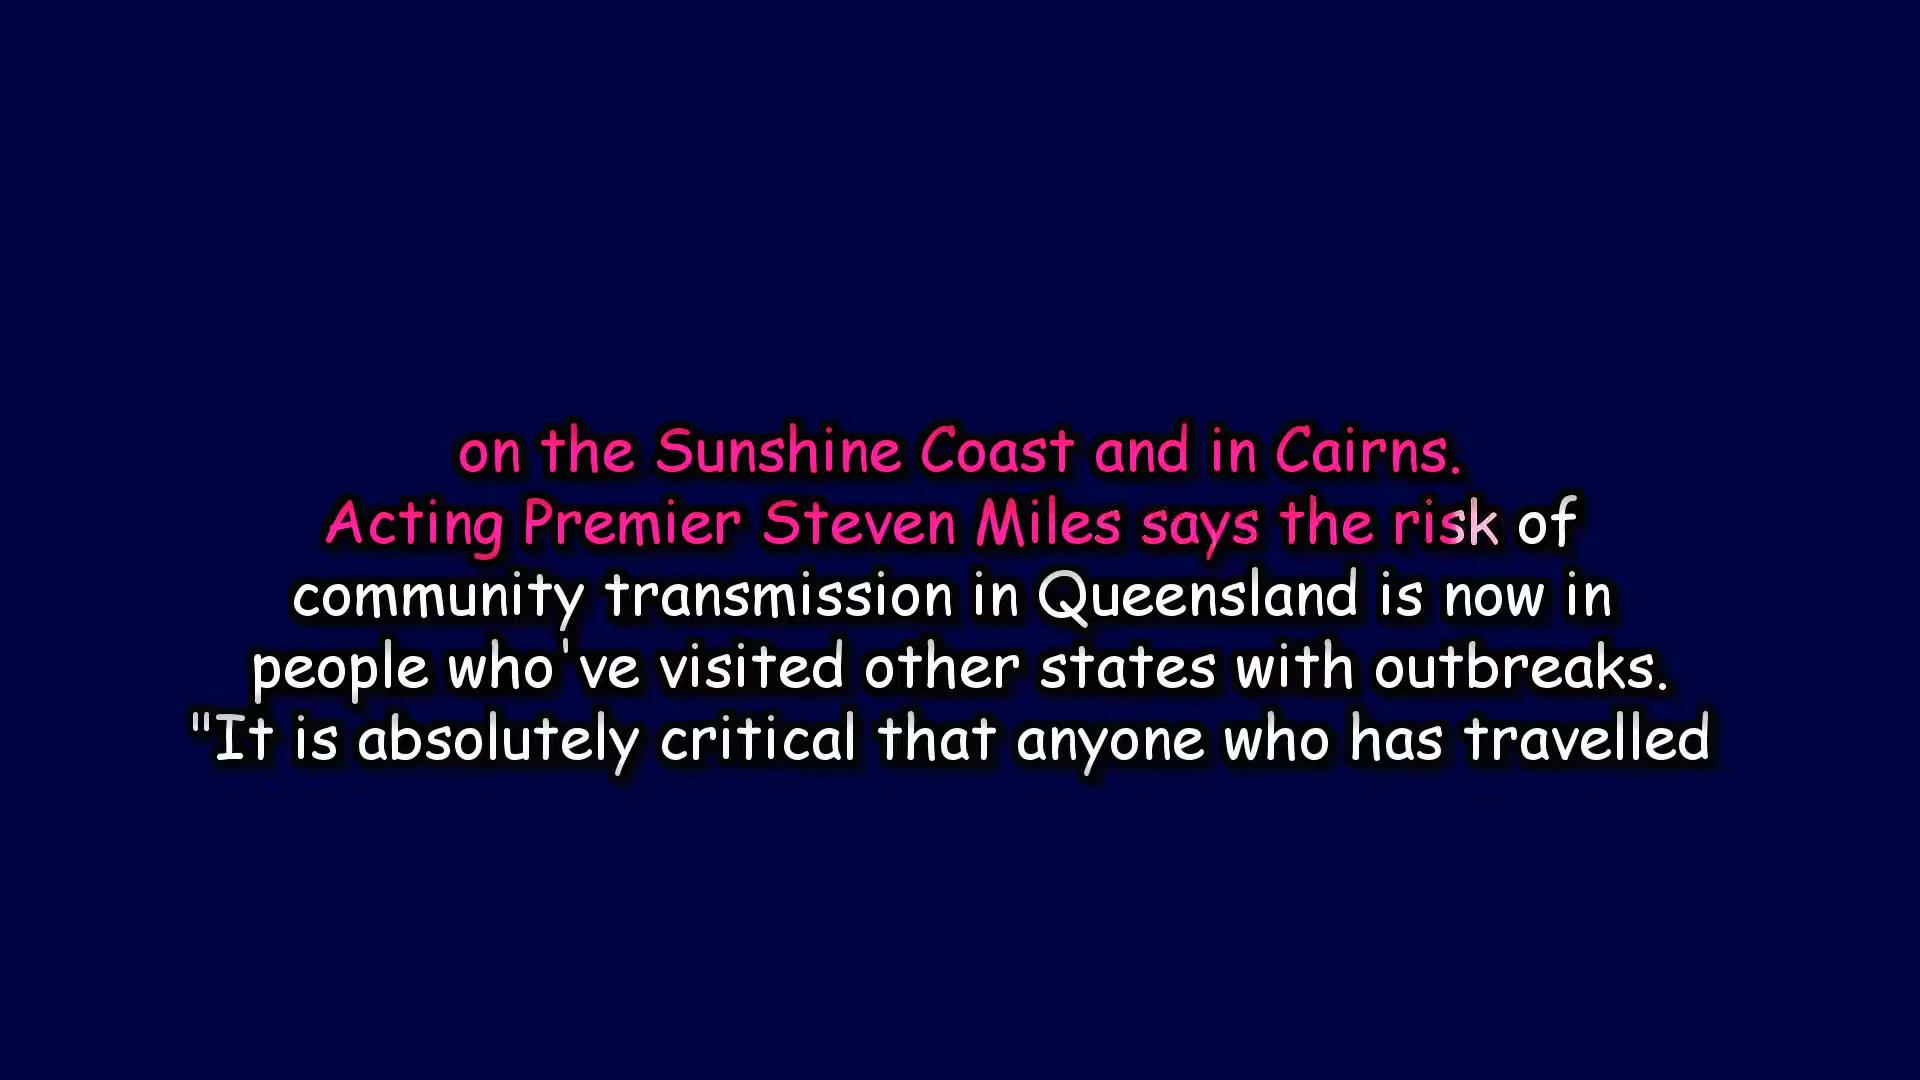 on the Sunshine Coast and in Cairns.
Acting Premier Steven Miles says the risk of
community transmission in Queensland is now in
people who've visited other states with outbreaks.
"It is absolutely critical that anyone who has travelled